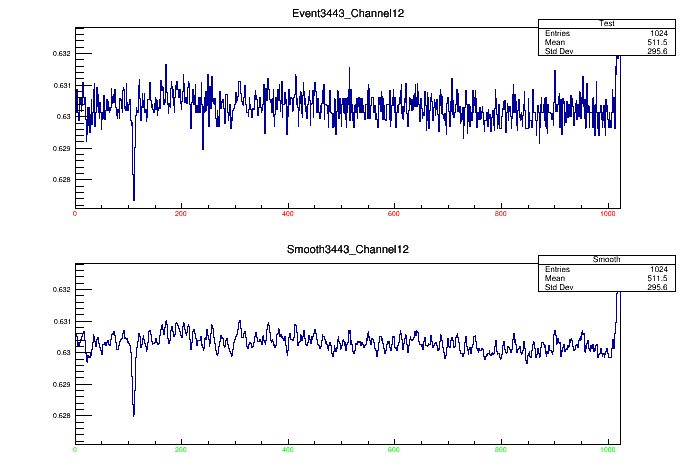 Event3443_Channel12
Test
Entries 1024
Mean 511.5
Std Dev 295.6
0.632
0.631
0.63
0.629
0.628
0 200 400 600 800 1000
Smooth3443_Channel12
Smooth
Entries 1024
Mean 511.5
Std Dev 295.6
0.632
0.631
0.63
0.629
0.628
0 200 400 600 800 1000